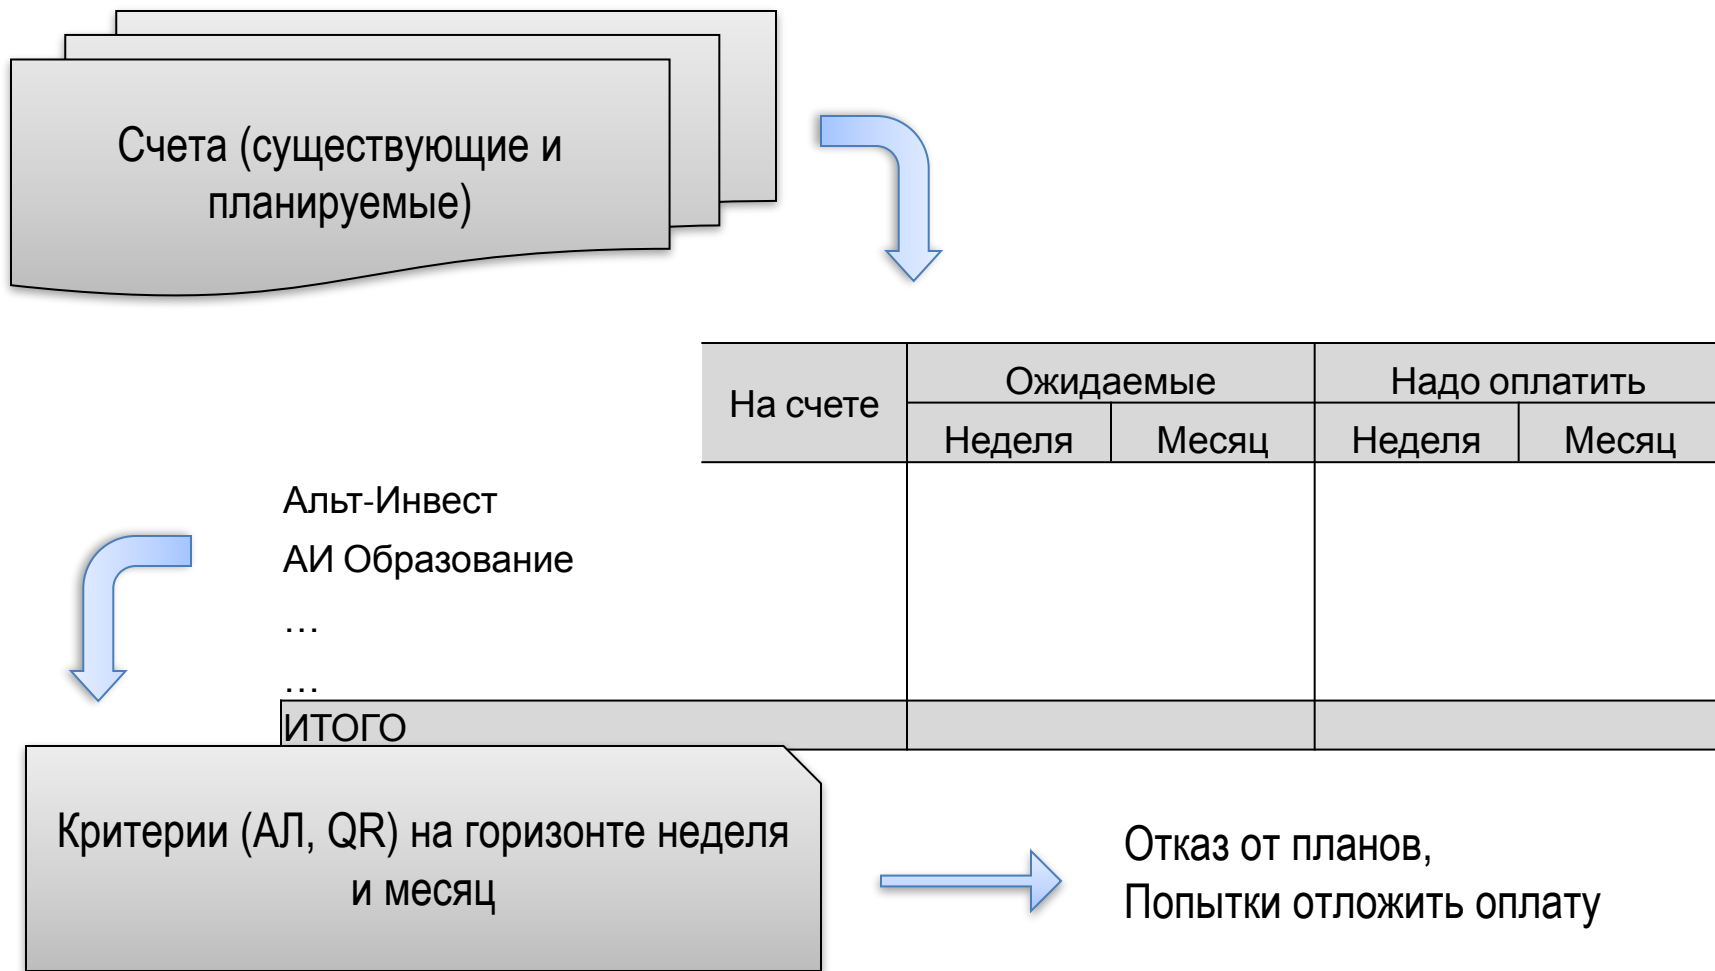 Счета (существующие и
планируемые)
На счете
Ожидаемые
Надо оплатить
Неделя
Месяц
Неделя
Месяц
Альт-Инвест
АИ Образование
…
…
ИТОГО
Критерии (АЛ, QR) на горизонте неделя
и месяц
Отказ от планов,
Попытки отложить оплату